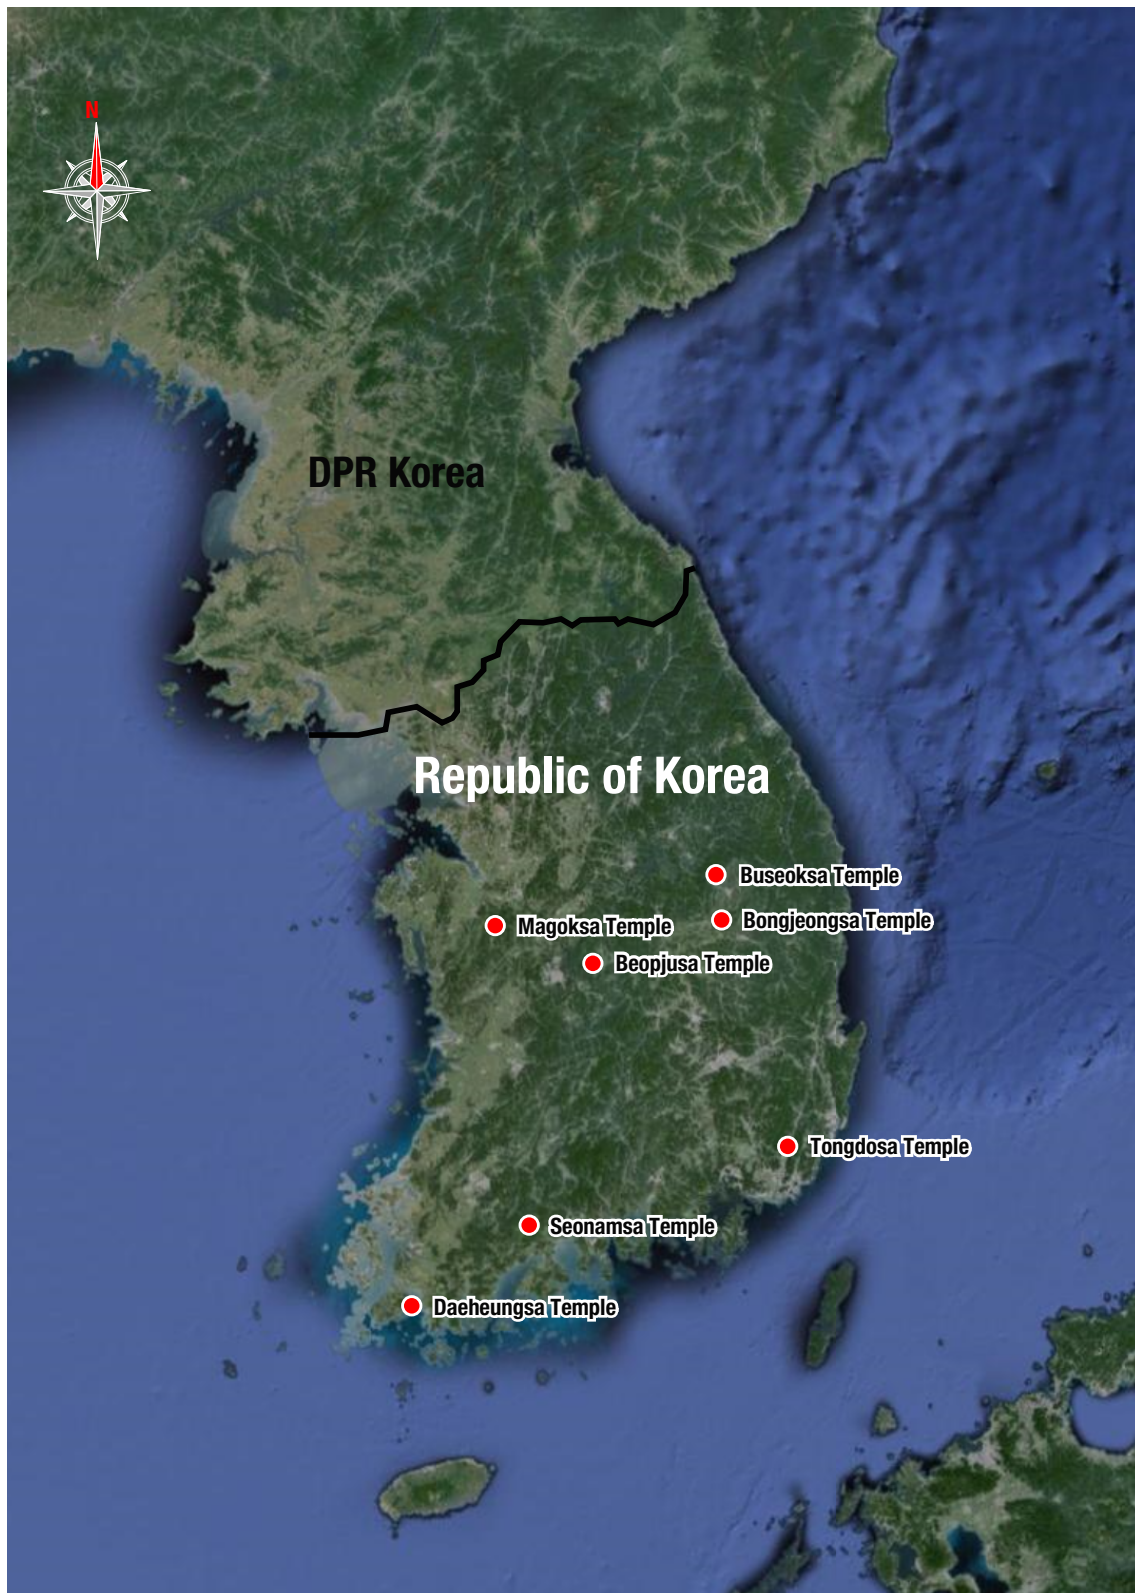 N
DPR Korea
Republic of Korea
Buseoksa Temple
Bongjeongsa Temple
Magoksa Temple
Beopjusa Temple
Tongdosa Temple
Seonamsa Temple
Daeheungsa Temple